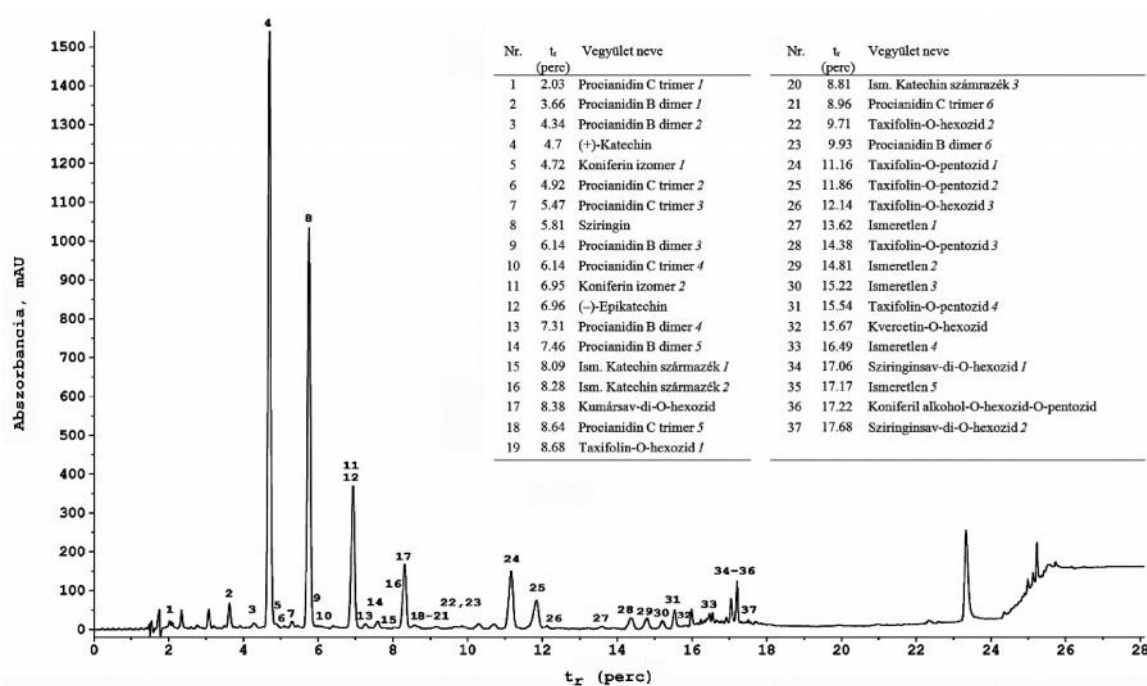 4
8
11
12
17
16
24
25
34-36
2
1
3
5
6
7
9
10
13
14
15
18-21
22,23
26
27
28
29
30
31
32
33
37
1500
1400
1300
1200
1100
1000
900
800
700
600
500
400
300
200
100
0
Abszorbancia, mAU
0 2 4 6 8 10 12 14 16 18 20 22 24 26 28
tr (perc)
Nr. tr Vegyület neve
(perc)
1 2.03 Procianidin C trimer 1
2 3.66 Procianidin B dimer 1
3 4.34 Procianidin B dimer 2
4 4.7 (+)-Katechin
5 4.72 Koniferin izomer 1
6 4.92 Procianidin C trimer 2
7 5.47 Procianidin C trimer 3
8 5.81 Sziringin
9 6.14 Procianidin B dimer 3
10 6.14 Procianidin C trimer 4
11 6.95 Koniferin izomer 2
12 6.96 (–)-Epikatechin
13 7.31 Procianidin B dimer 4
14 7.46 Procianidin B dimer 5
15 8.09 Ism. Katechin származék 1
16 8.28 Ism. Katechin származék 2
17 8.38 Kumársav-di-O-hexozid
18 8.64 Procianidin C trimer 5
19 8.68 Taxifolin-O-hexozid 1
Nr. tr Vegyület neve
(perc)
20 8.81 Ism. Katechin számrazék 3
21 8.96 Procianidin C trimer 6
22 9.71 Taxifolin-O-hexozid 2
23 9.93 Procianidin B dimer 6
24 11.16 Taxifolin-O-pentozid 1
25 11.86 Taxifolin-O-pentozid 2
26 12.14 Taxifolin-O-hexozid 3
27 13.62 Ismeretlen 1
28 14.38 Taxifolin-O-pentozid 3
29 14.81 Ismeretlen 2
30 15.22 Ismeretlen 3
31 15.54 Taxifolin-O-pentozid 4
32 15.67 Kvercetin-O-hexozid
33 16.49 Ismeretlen 4
34 17.06 Sziringinsav-di-O-hexozid 1
35 17.17 Ismeretlen 5
36 17.22 Koniferil alkohol-O-hexozid-O-pentozid
37 17.68 Sziringinsav-di-O-hexozid 2